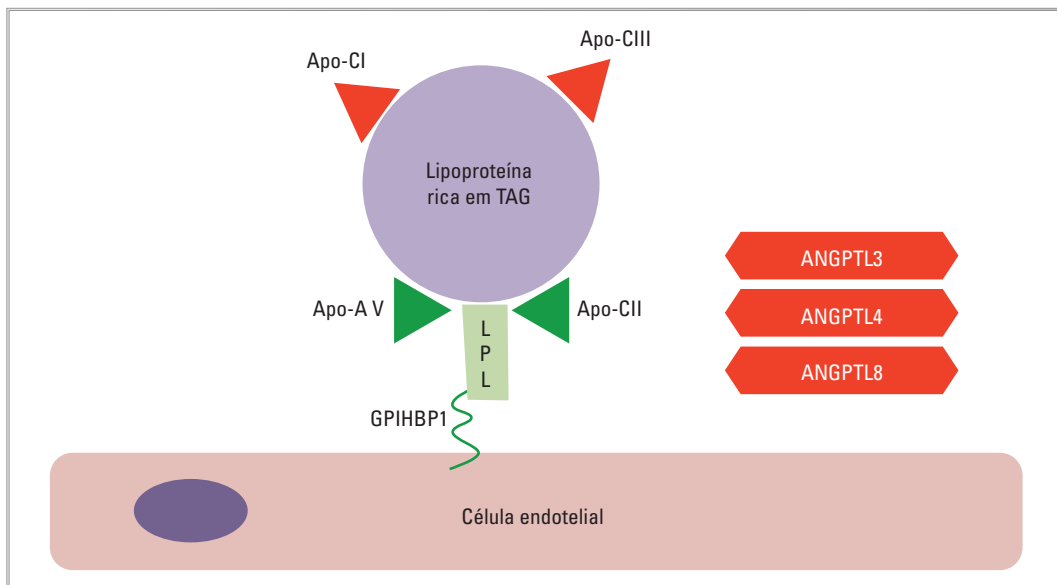 Apo-CIII
Apo-CI
Lipoproteína
rica em TAG
ANGPTL3
Apo-A V
Apo-CII
ANGPTL4
L
P
L
ANGPTL8
GPIHBP1
Célula endotelial